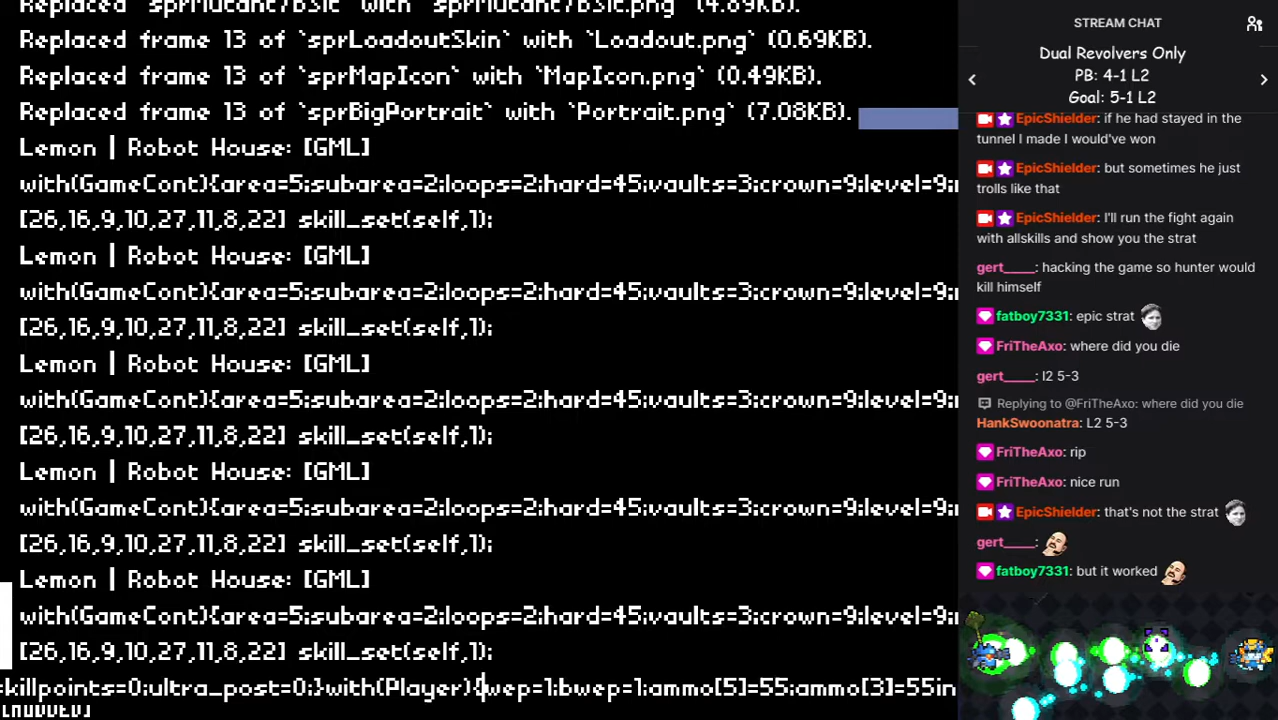 Replaced sprMutant7BSit with sprMutant7BSit.png (4.89KB).
Replaced frame 13 of `sprLoadoutSkin` with `Loadout.png` (0.69KB).
Replaced frame 13 of `sprMapIcon` with `MapIcon.png` (0.49KB).
Replaced frame 13 of `sprBigPortrait` with `Portrait.png` (7.08KB).
Lemon | Robot House: [GML]
with(GameCont){area=5;subarea=2;loops=2;hard=45;vaults=3;crown=9;level=9;
[26,16,9,10,27,11,8,22] skill_set(self,1);
Lemon | Robot House: [GML]
with(GameCont){area=5;subarea=2;loops=2;hard=45;vaults=3;crown=9;level=9;
[26,16,9,10,27,11,8,22] skill_set(self,1);
Lemon | Robot House: [GML]
with(GameCont){area=5;subarea=2;loops=2;hard=45;vaults=3;crown=9;level=9;
[26,16,9,10,27,11,8,22] skill_set(self,1);
Lemon | Robot House: [GML]
with(GameCont){area=5;subarea=2;loops=2;hard=45;vaults=3;crown=9;level=9;
[26,16,9,10,27,11,8,22] skill_set(self,1);
Lemon | Robot House: [GML]
with(GameCont){area=5;subarea=2;loops=2;hard=45;vaults=3;crown=9;level=9;
[26,16,9,10,27,11,8,22] skill_set(self,1);
=killpoints=0;ultra_post=0;}with(Player){wep=1;bwep=1;ammo[5]=55;ammo[3]=55in
[MODDED]
STREAM CHAT
Dual Revolvers Only
PB: 4-1 L2
Goal: 5-1 L2
EpicShielder: if he had stayed in the
tunnel I made I would've won
EpicShielder: but sometimes he just
trolls like that
EpicShielder: I'll run the fight again
with allskills and show you the strat
gert____: hacking the game so hunter would
kill himself
fatboy7331: epic strat
FriTheAxo: where did you die
gert____: l2 5-3
Replying to @FriTheAxo: where did you die
HankSwoonatra: L2 5-3
FriTheAxo: rip
FriTheAxo: nice run
EpicShielder: that's not the strat
gert____:
fatboy7331: but it worked